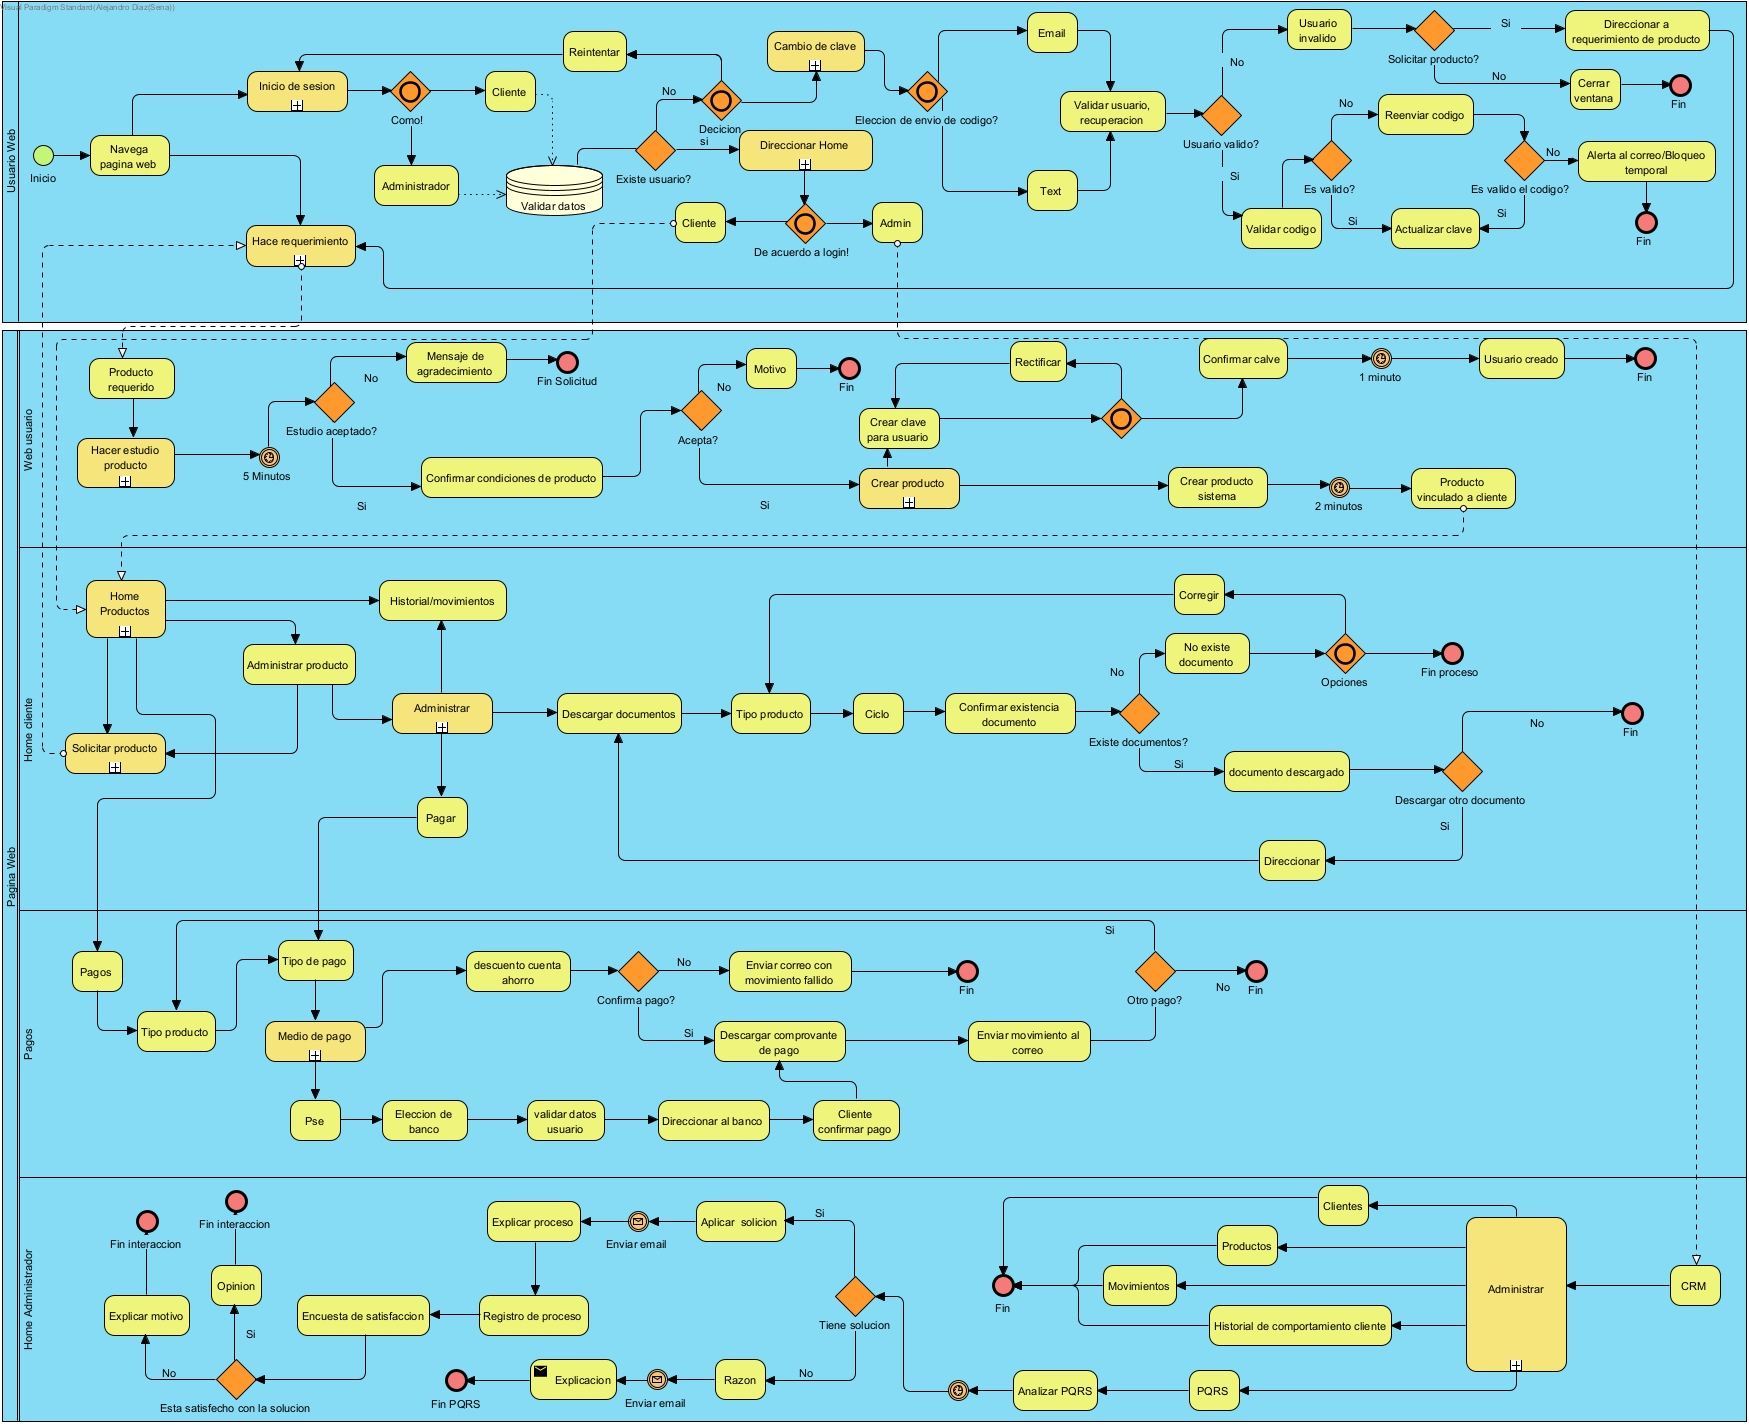 Visual Paradigm Standard(Alejandro Diaz(Sena))
Usuario Web
Inicio
Navega
pagina web
Inicio de sesion
Como!
Cliente
Administrador
Validar datos
Reintentar
No
Decicion
si
Existe usuario?
Cambio de clave
Direccionar Home
Cliente
De acuerdo a login!
Admin
Eleccion de envio de codigo?
Email
Text
Validar usuario,
recuperacion
Usuario valido?
No
Si
Usuario
invalido
Solicitar producto?
Si
No
Direccionar a
requerimiento de producto
Cerrar
ventana
Fin
Validar codigo
Es valido?
No
Si
Reenviar codigo
Actualizar clave
Es valido el codigo?
No
Si
Alerta al correo/Bloqueo
temporal
Fin
Hace requerimiento
Pagina Web
Web usuario
Producto
requerido
Hacer estudio
producto
5 Minutos
Estudio aceptado?
No
Si
Mensaje de
agradecimiento
Fin Solicitud
Confirmar condiciones de producto
Acepta?
No
Si
Motivo
Fin
Crear clave
para usuario
Rectificar
Crear producto
Confirmar calve
1 minuto
Usuario creado
Fin
Crear producto
sistema
2 minutos
Producto
vinculado a cliente
Home cliente
Home
Productos
Historial/movimientos
Administrar producto
Solicitar producto
Administrar
Pagar
Descargar documentos
Tipo producto
Ciclo
Confirmar existencia
documento
Corregir
Existe documentos?
No
Si
No existe
documento
Opciones
Fin proceso
documento descargado
Descargar otro documento
No
Si
Fin
Direccionar
Pagos
Pagos
Tipo producto
Tipo de pago
Medio de pago
descuento cuenta
ahorro
Confirma pago?
No
Si
Enviar correo con
movimiento fallido
Fin
Descargar comprovante
de pago
Enviar movimiento al
correo
Otro pago?
Si
No
Fin
Pse
Eleccion de
banco
validar datos
usuario
Direccionar al banco
Cliente
confirmar pago
Home Administrador
Fin interaccion
Fin interaccion
Opinion
Explicar motivo
Si
No
Esta satisfecho con la solucion
Encuesta de satisfaccion
Explicar proceso
Registro de proceso
Enviar email
Aplicar solicion
Si
Tiene solucion
No
Razon
Enviar email
Explicacion
Fin PQRS
Clientes
Productos
Movimientos
Historial de comportamiento cliente
Fin
Administrar
CRM
PQRS
Analizar PQRS